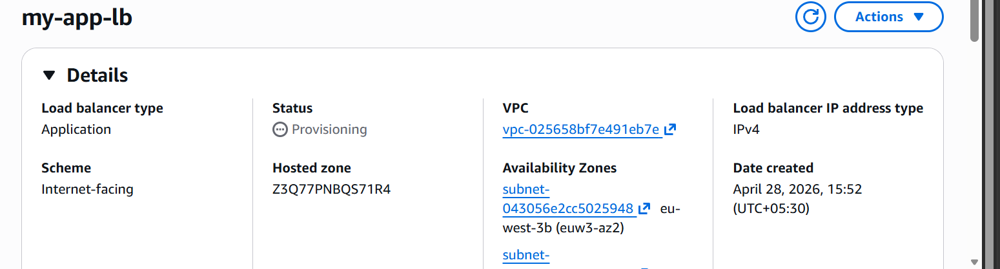 my-app-lb
Actions
Details
Load balancer type
Application
Status
Provisioning
VPC
vpc-025658bf7e491eb7e
Load balancer IP address type
IPv4
Scheme
Internet-facing
Hosted zone
Z3Q77PNBQS71R4
Availability Zones
subnet-
043056e2cc5025948 eu-
west-3b (euw3-az2)
subnet-
Date created
April 28, 2026, 15:52
(UTC+05:30)